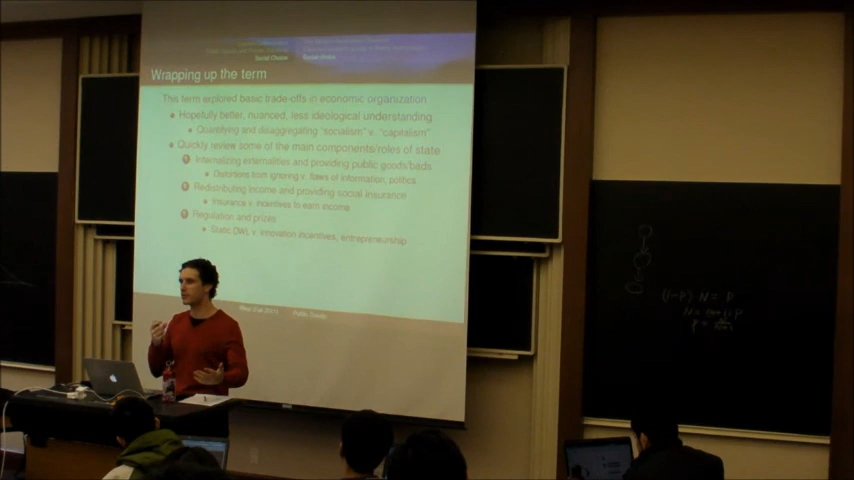 Social Choice
Wrapping up the term
This term explored basic trade-offs in economic organization
Hopefully better, nuanced, less ideological understanding
Quantifying and disaggregating "socialism" v. "capitalism"
Quickly review some of the main components/roles of state
Internalizing externalities and providing public goods/bads
Distortions from ignoring v. flaws of information, politics
Redistributing income and providing social insurance
Insurance v. incentives to earn income
Regulation and prizes
Static DWL v. innovation incentives, entrepreneurship
Public Goods
(1-P) N = P